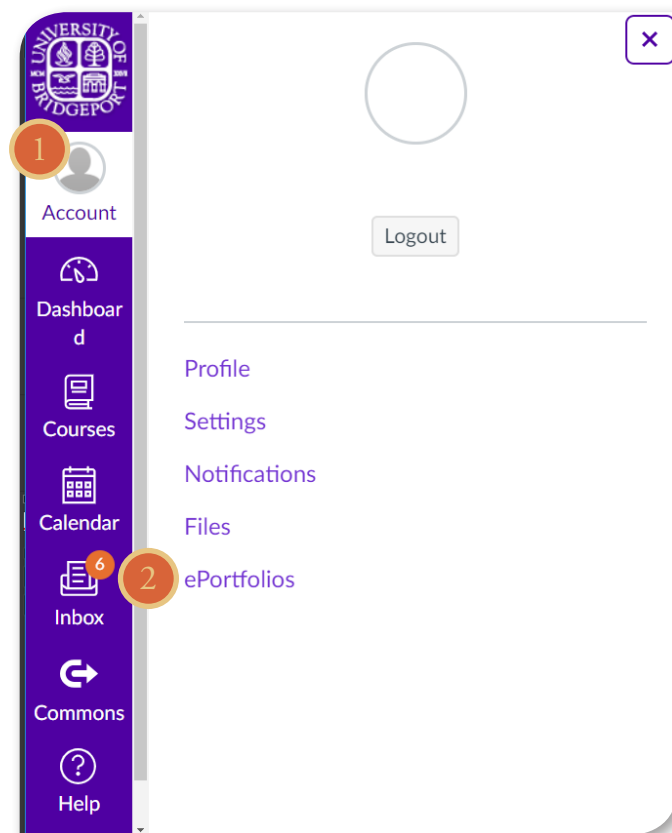 UNIVERSITY OF
BRIDGEPORT
1
Account
Dashboar
d
Courses
Calendar
6
Inbox
Commons
Help
×
Logout
Profile
Settings
Notifications
Files
2
ePortfolios